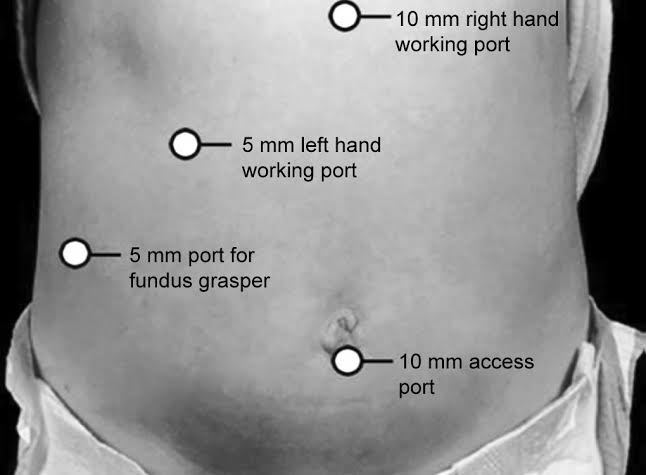 10 mm right hand
working port
5 mm left hand
working port
5 mm port for
fundus grasper
10 mm access
port